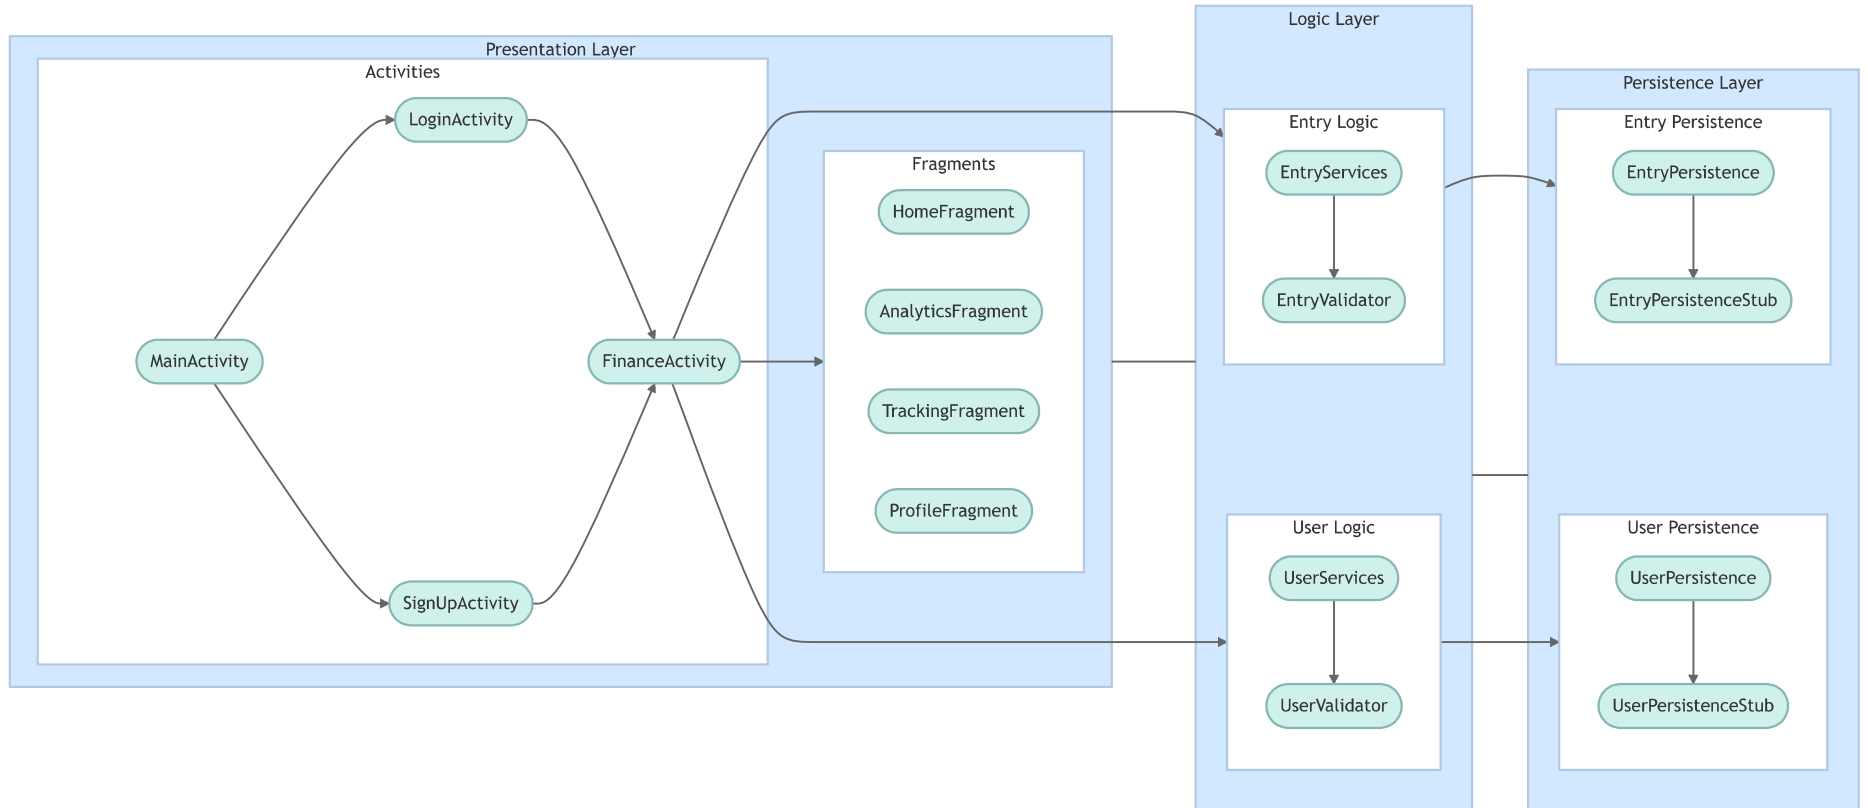 Presentation Layer
Activities
LoginActivity
MainActivity
FinanceActivity
SignUpActivity
Fragments
HomeFragment
AnalyticsFragment
TrackingFragment
ProfileFragment
Logic Layer
Entry Logic
EntryServices
EntryValidator
User Logic
UserServices
UserValidator
Persistence Layer
Entry Persistence
EntryPersistence
EntryPersistenceStub
User Persistence
UserPersistence
UserPersistenceStub